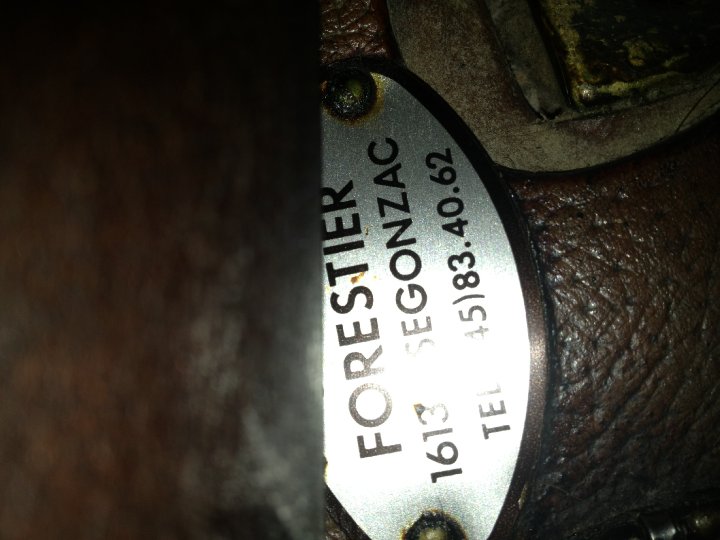 FORESTIER
1613 SEGONZAC
TEL 45)83.40.62